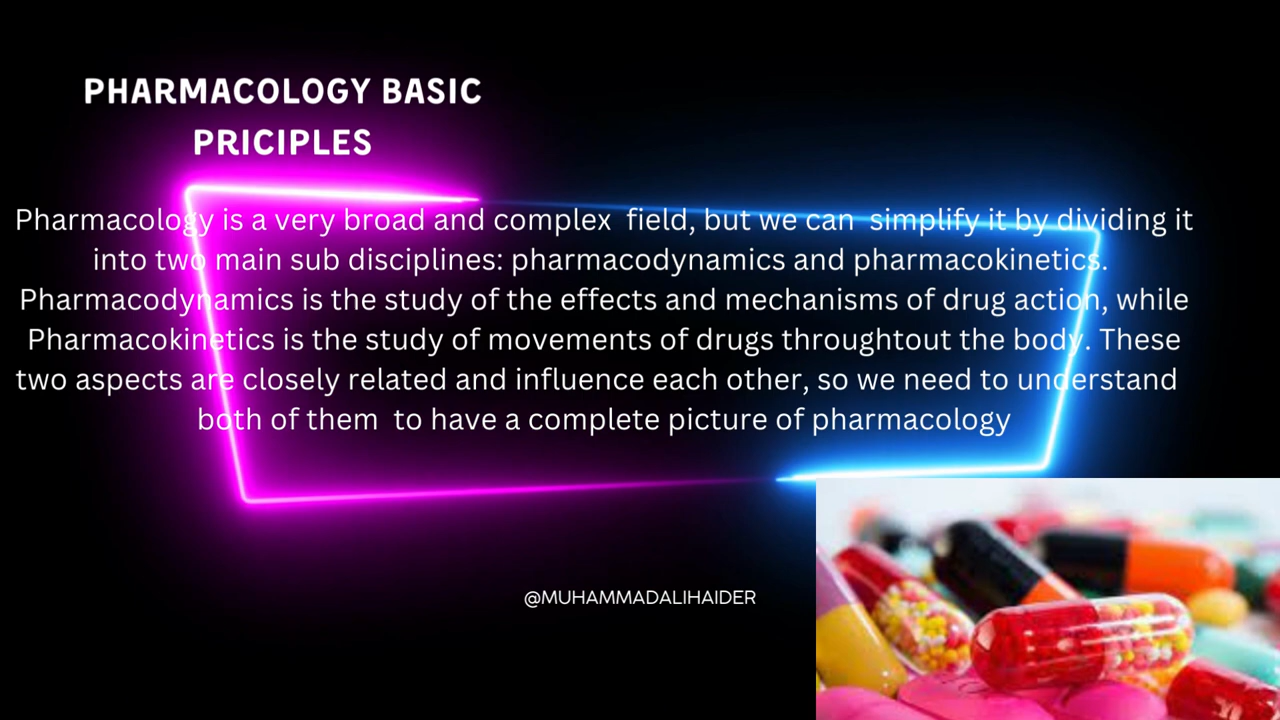 PHARMACOLOGY BASIC
PRICIPLES
Pharmacology is a very broad and complex  field, but we can  simplify it by dividing it
into two main sub disciplines: pharmacodynamics and pharmacokinetics.
Pharmacodynamics is the study of the effects and mechanisms of drug action, while
Pharmacokinetics is the study of movements of drugs throughtout the body. These
two aspects are closely related and influence each other, so we need to understand
both of them  to have a complete picture of pharmacology
@MUHAMMADALIHAIDER